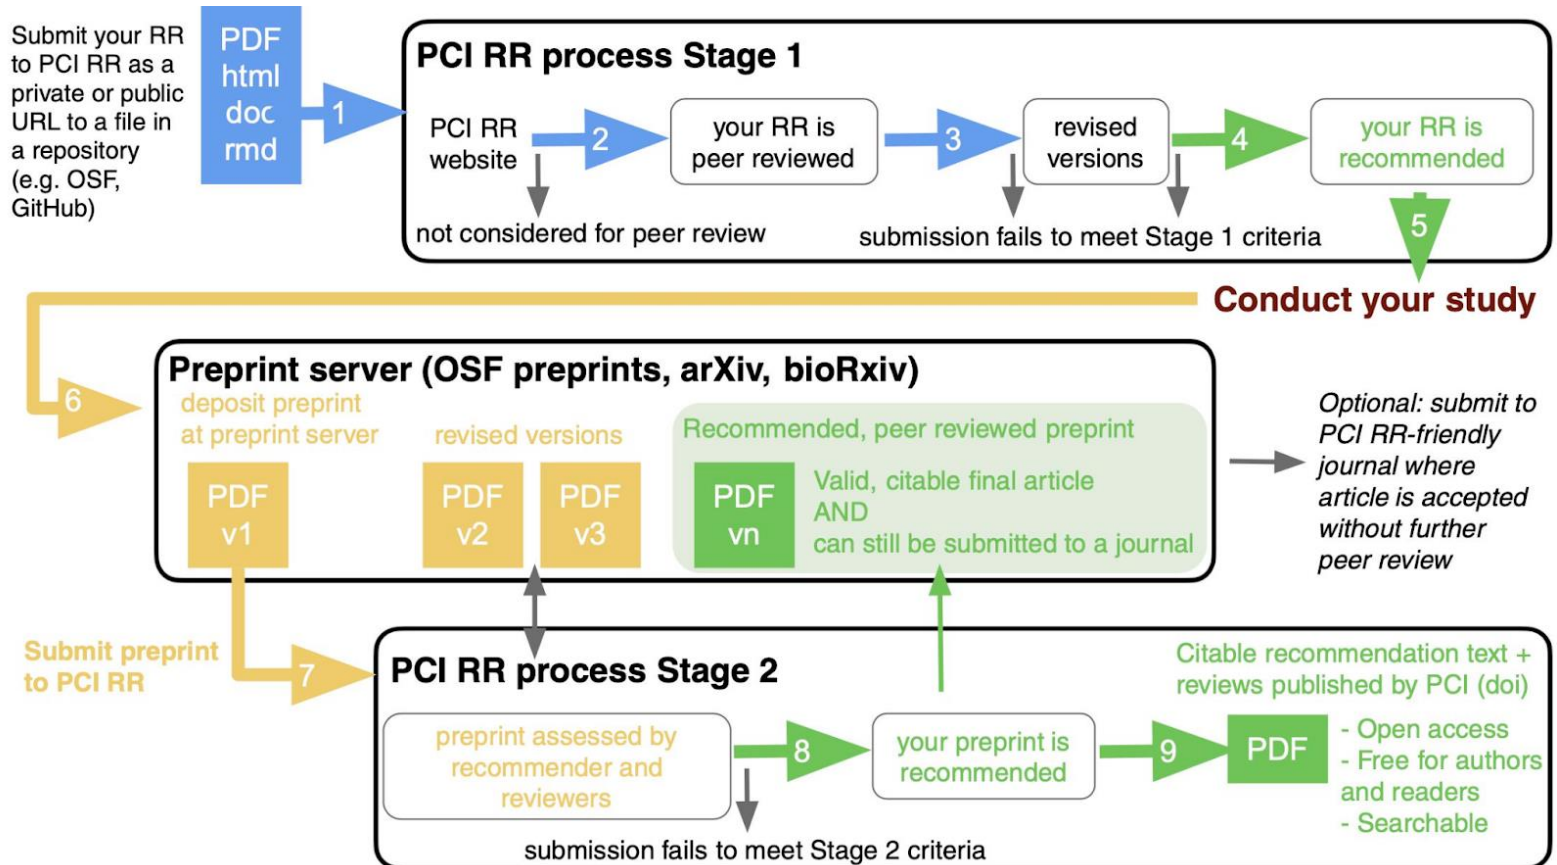 Submit your RR
to PCI RR as a
private or public
URL to a file in
a repository
(e.g. OSF,
GitHub)
PDF
html
doc
rmd
1
PCI RR process Stage 1
PCI RR
website
2
your RR is
peer reviewed
3
revised
versions
4
your RR is
recommended
not considered for peer review
submission fails to meet Stage 1 criteria
5
Conduct your study
6
Preprint server (OSF preprints, arXiv, bioRxiv)
deposit preprint
at preprint server
PDF
v1
revised versions
PDF
v2
PDF
v3
Recommended, peer reviewed preprint
PDF
vn
Valid, citable final article
AND
can still be submitted to a journal
Optional: submit to
PCI RR-friendly
journal where
article is accepted
without further
peer review
Submit preprint
to PCI RR
7
PCI RR process Stage 2
preprint assessed by
recommender and
reviewers
8
your preprint is
recommended
9
PDF
Citable recommendation text +
reviews published by PCI (doi)
- Open access
- Free for authors
and readers
- Searchable
submission fails to meet Stage 2 criteria